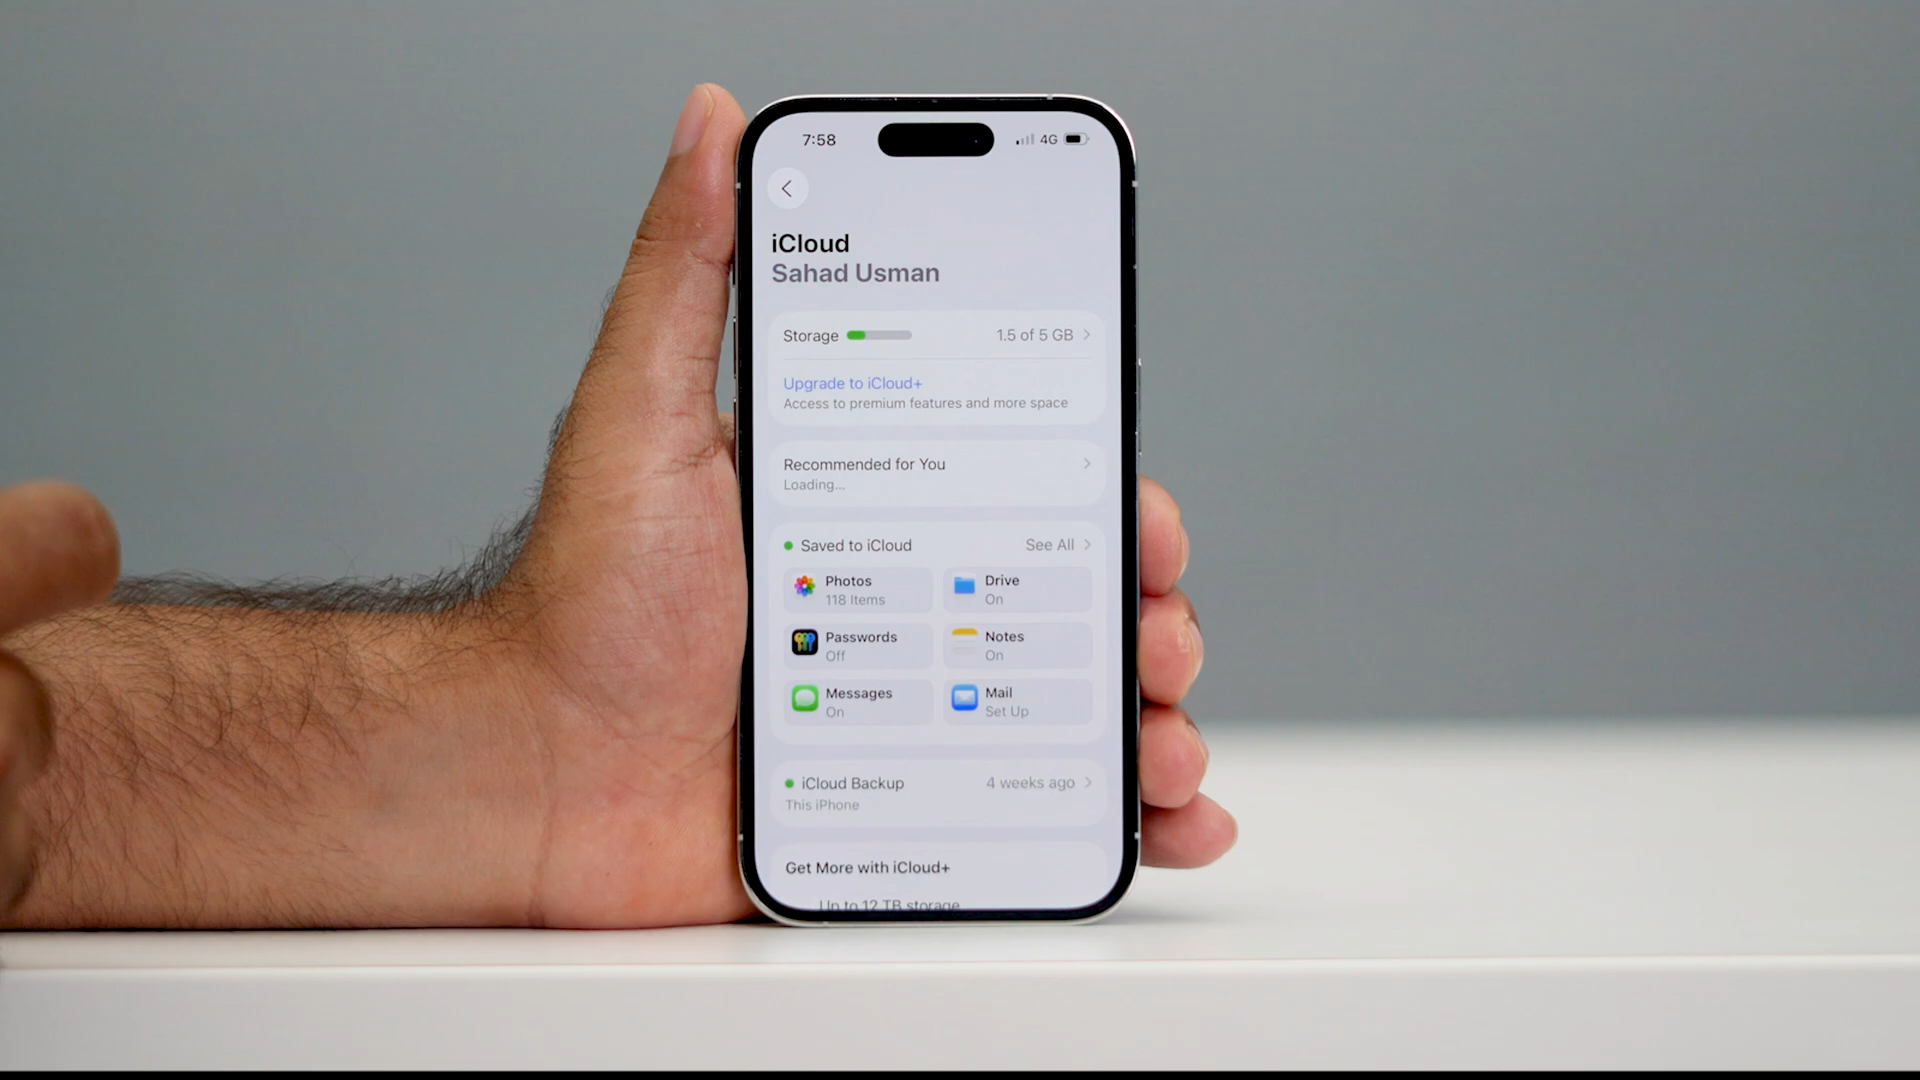 7:58 4G
iCloud
Sahad Usman
Storage 1.5 of 5 GB
Upgrade to iCloud+
Access to premium features and more space
Recommended for You
Loading...
Saved to iCloud See All
Photos Drive
118 Items On
Passwords Notes
Off On
Messages Mail
On Set Up
iCloud Backup 4 weeks ago
This iPhone
Get More with iCloud+
Up to 12 TB storage